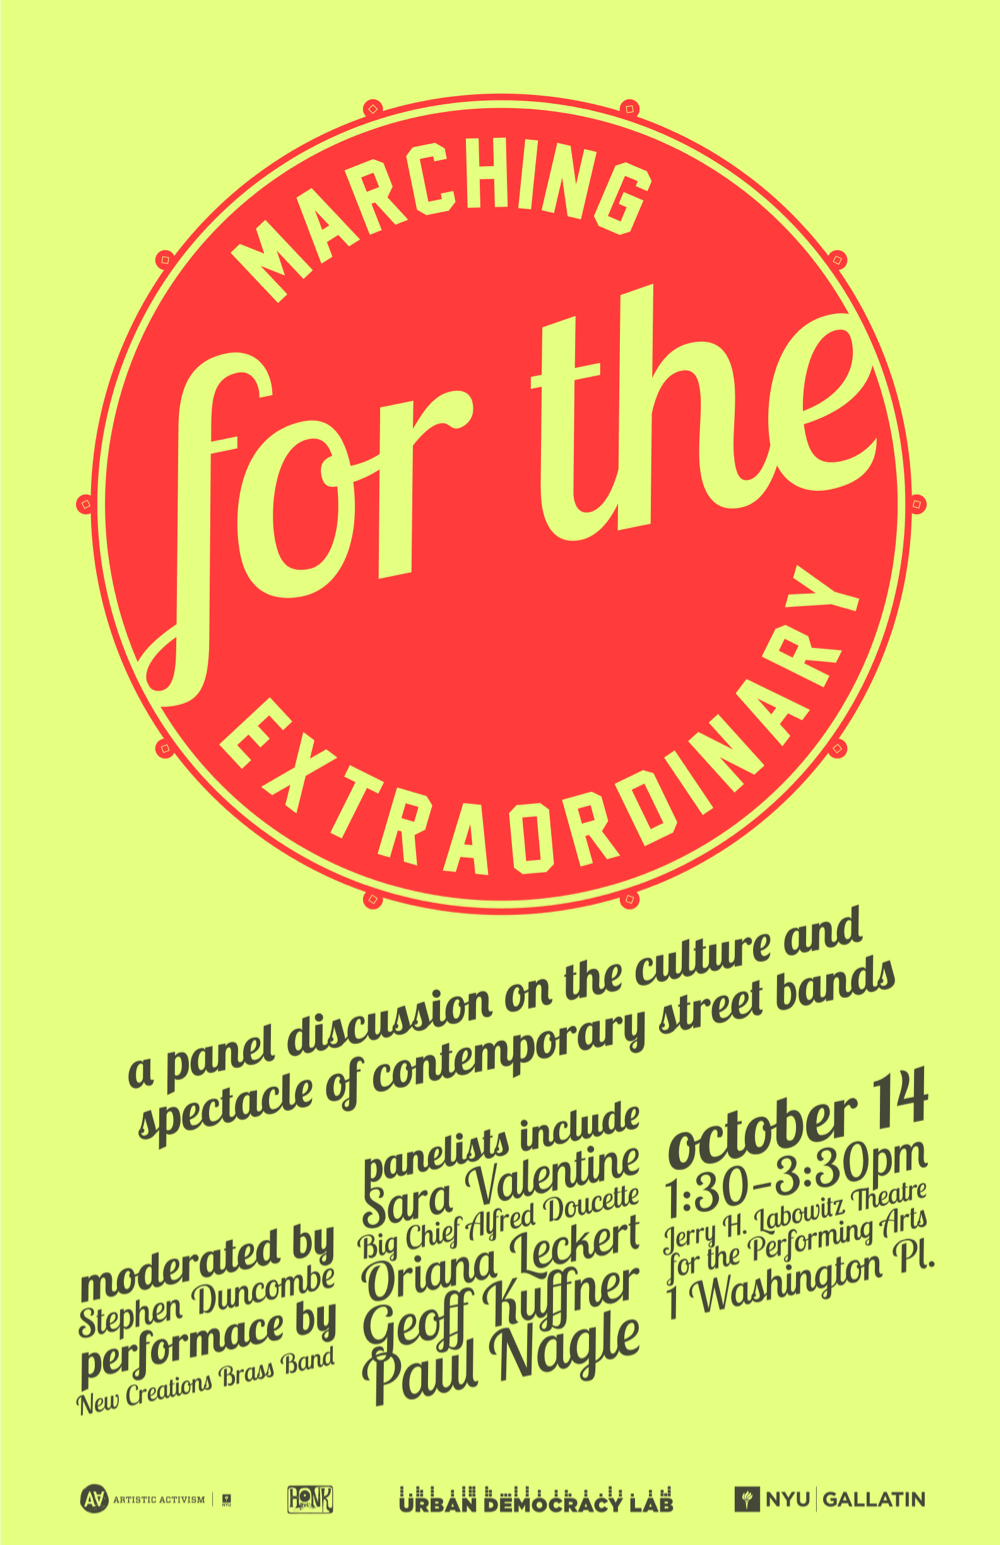 MARCHING
for the
EXTRAORDINARY
a panel discussion on the culture and
spectacle of contemporary street bands
moderated by
Stephen Duncombe
performace by
New Creations Brass Band
panelists include
Sara Valentine
Big Chief Alfred Doucette
Oriana Leckert
Geoff Kuffner
Paul Nagle
october 14
1:30-3:30pm
Jerry H. Labowitz Theatre
for the Performing Arts
1 Washington Pl.
AA ARTISTIC ACTIVISM | NYU
HONK
URBAN DEMOCRACY LAB
NYU | GALLATIN